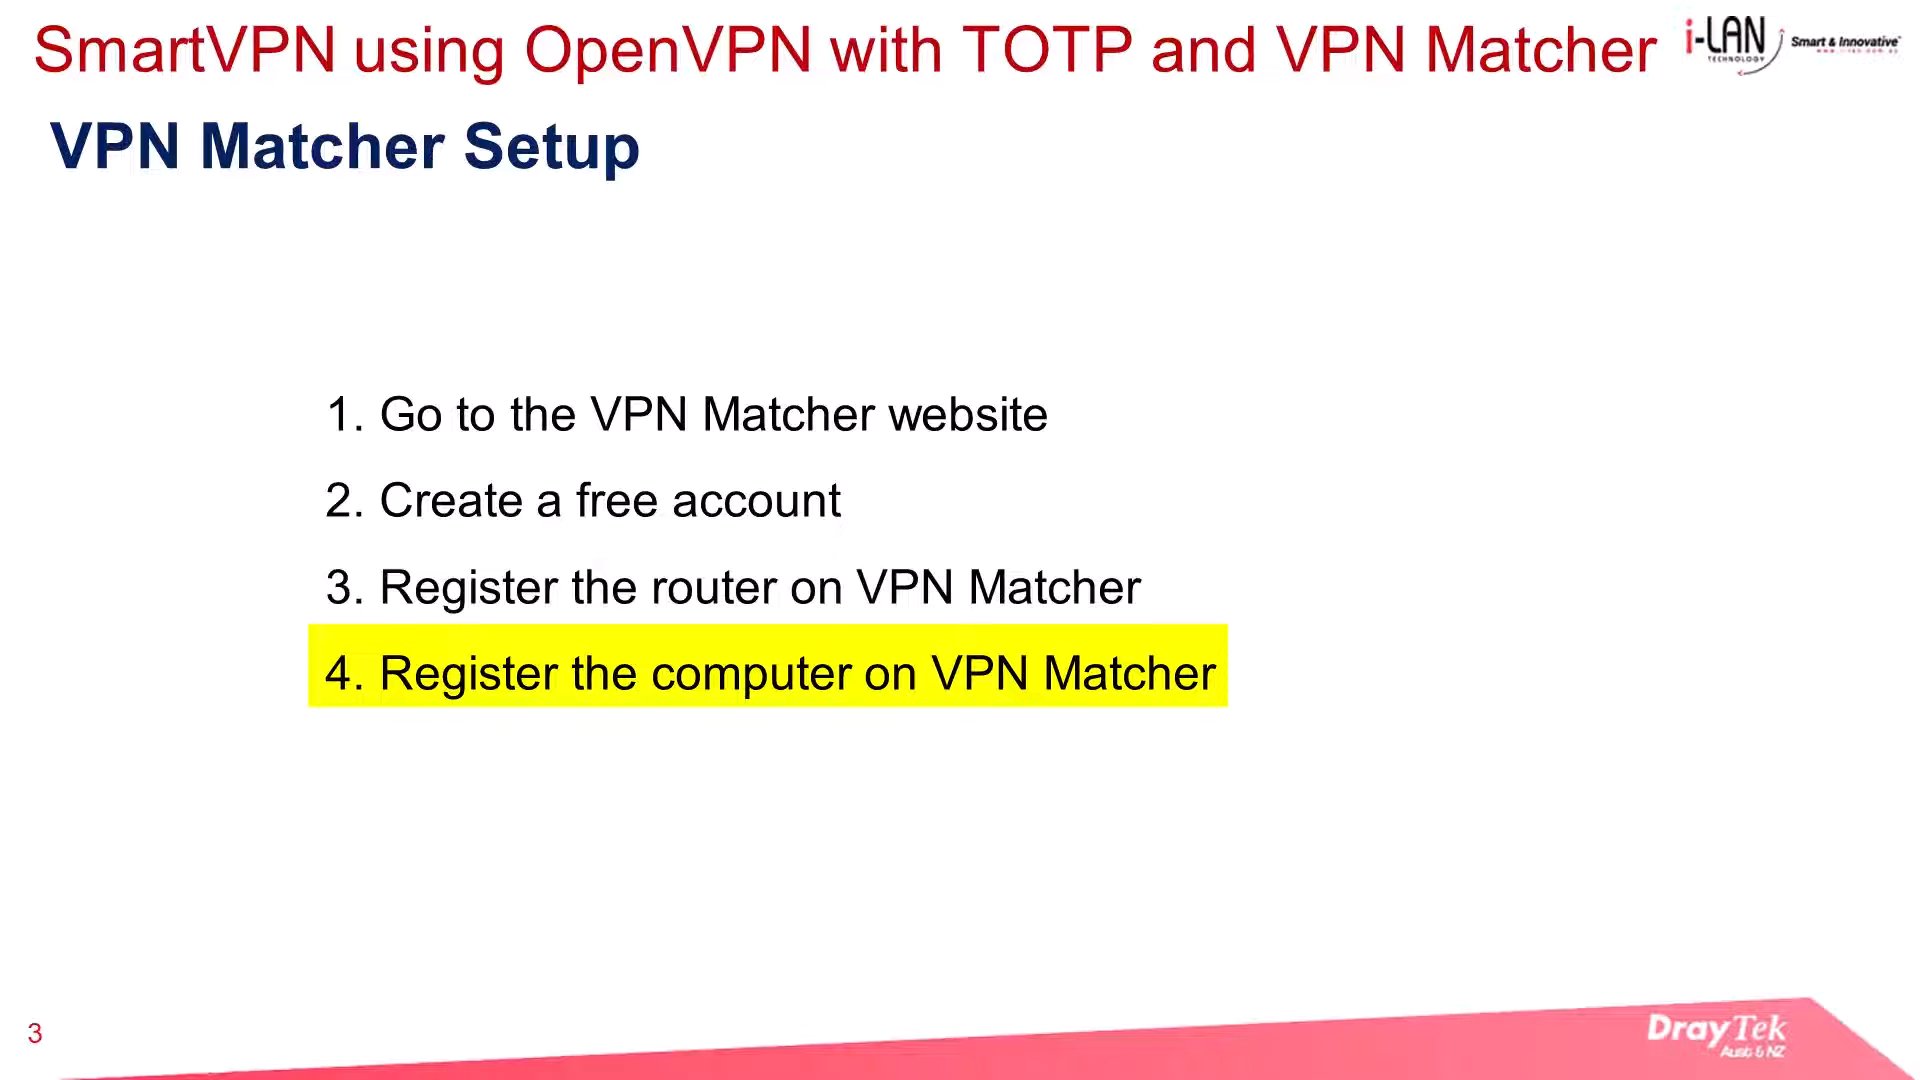 SmartVPN using OpenVPN with TOTP and VPN Matcher
i-LAN
TECHNOLOGY
Smart & Innovative
VPN Matcher Setup
1. Go to the VPN Matcher website
2. Create a free account
3. Register the router on VPN Matcher
4. Register the computer on VPN Matcher
3
DrayTek
Aust & NZ